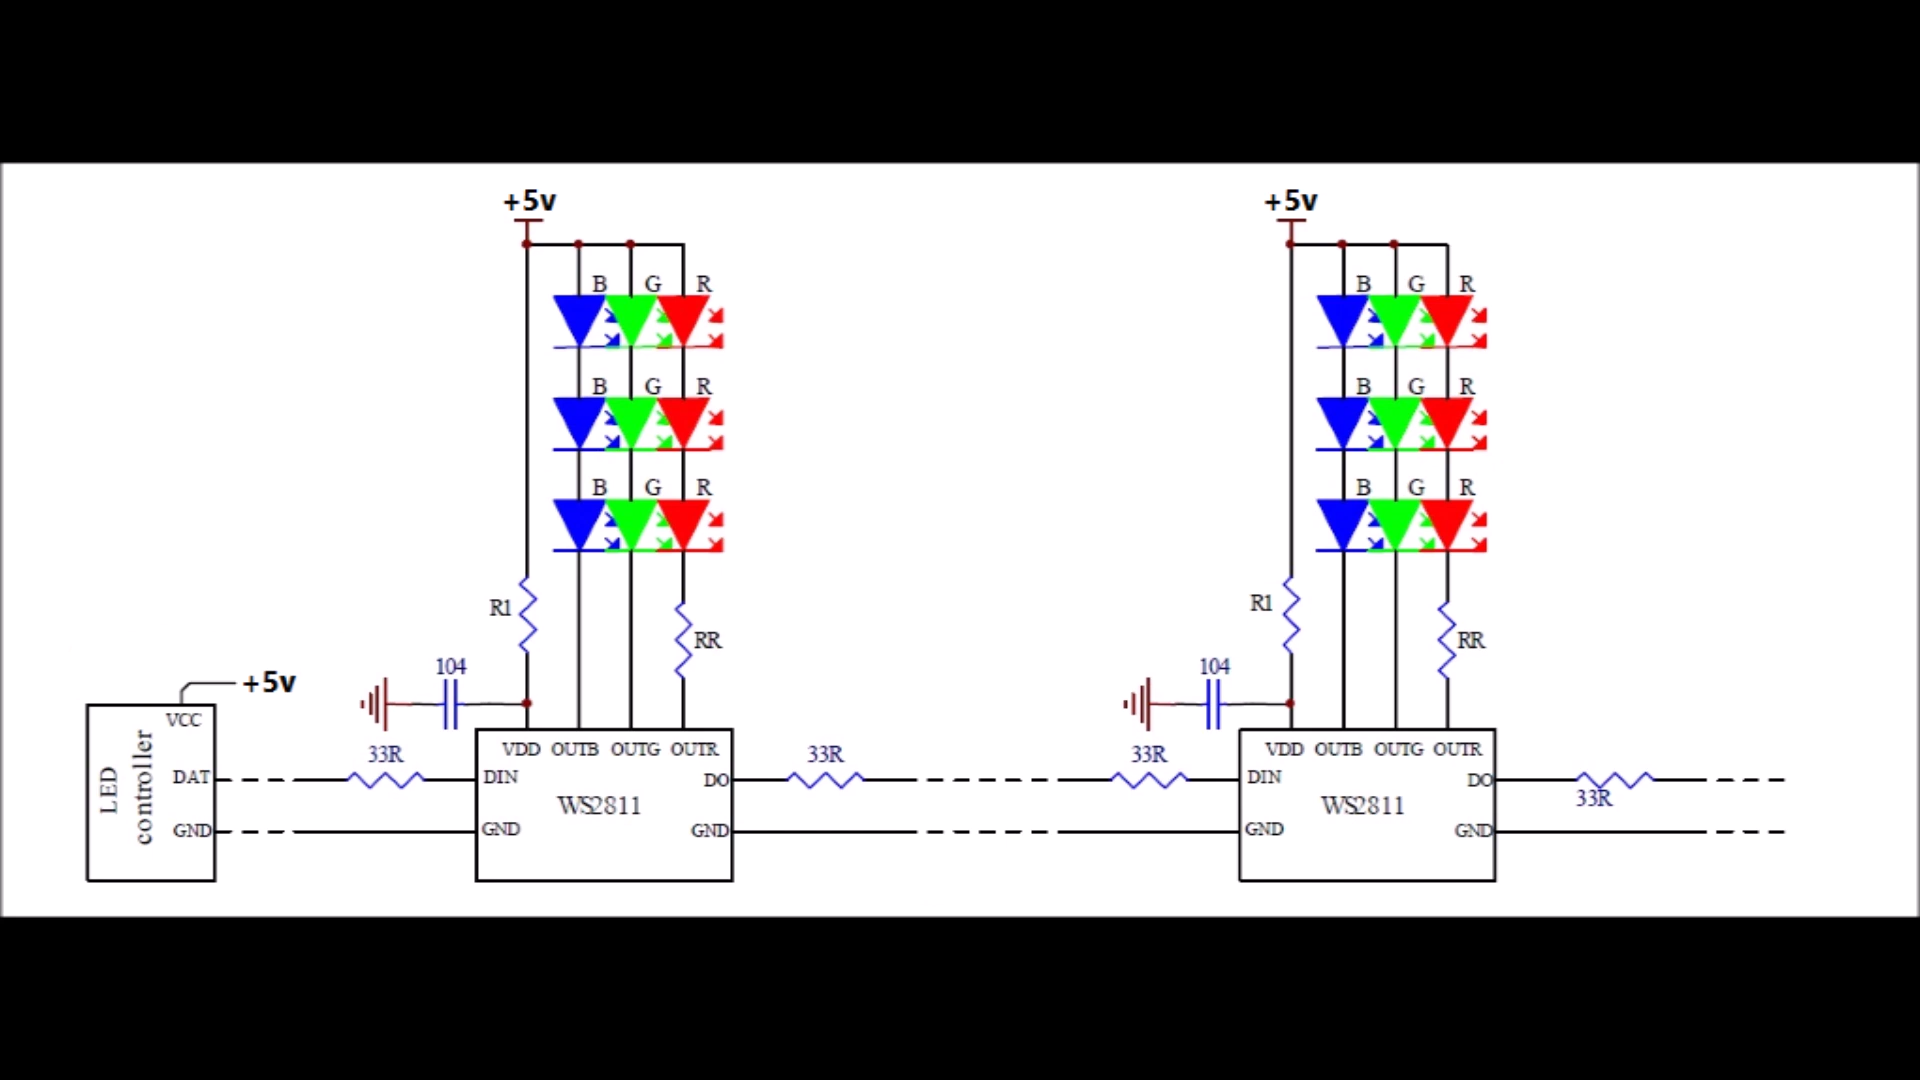 +5v
+5v
B G R
B G R
B G R
B G R
B G R
B G R
R1
R1
RR
RR
104
104
+5v
VCC
LED controller
DAT
GND
33R
VDD OUTB OUTG OUTR
DIN
DO
WS2811
GND
GND
33R
33R
VDD OUTB OUTG OUTR
DIN
DO
WS2811
GND
GND
33R